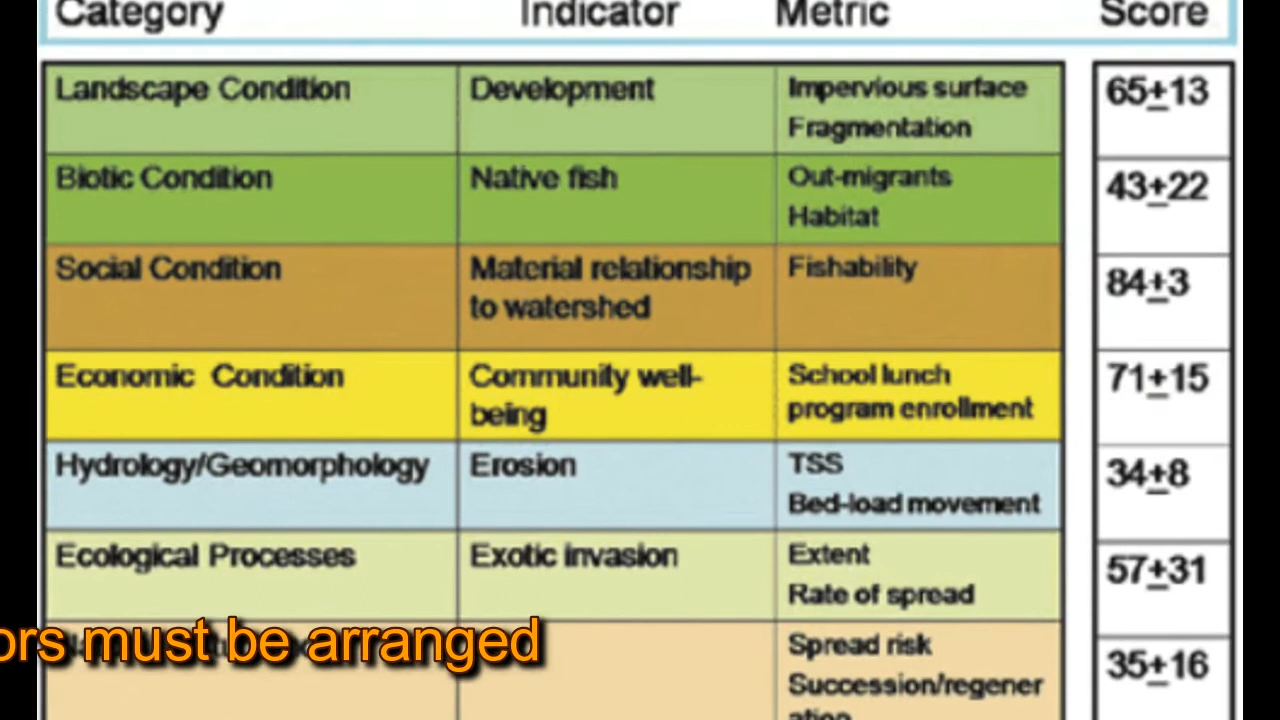 Category Indicator Metric Score
Landscape Condition Development Impervious surface 65±13
Fragmentation
Biotic Condition Native fish Out-migrants 43±22
Habitat
Social Condition Material relationship Fishability 84±3
to watershed
Economic Condition Community well- School lunch 71±15
being program enrollment
Hydrology/Geomorphology Erosion TSS 34±8
Bed-load movement
Ecological Processes Exotic invasion Extent 57±31
Rate of spread
ors must be arranged
Spread risk 35±16
Succession/regener
ation